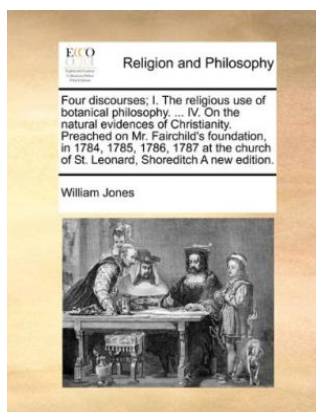 ECCO
Religion and Philosophy
Four discourses; I. The religious use of
botanical philosophy. ... IV. On the
natural evidences of Christianity.
Preached on Mr. Fairchild's foundation,
in 1784, 1785, 1786, 1787 at the church
of St. Leonard, Shoreditch A new edition.
William Jones